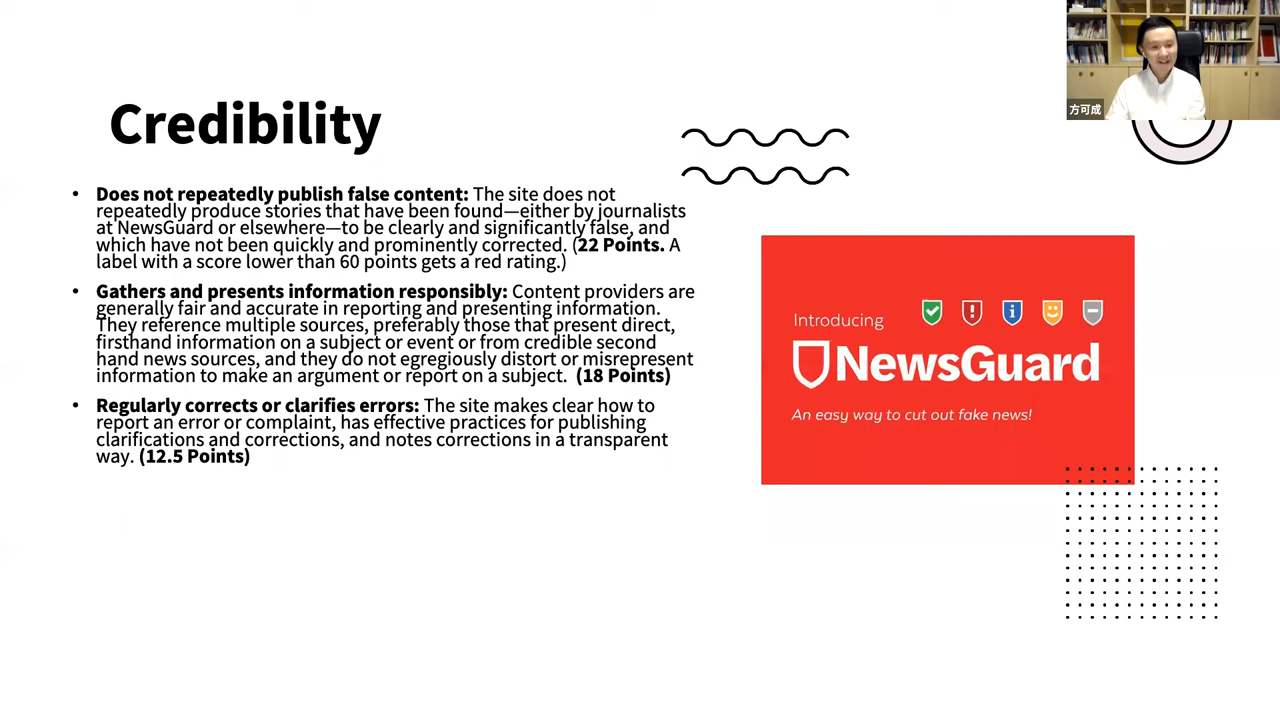 方可成
Credibility
• Does not repeatedly publish false content: The site does not
repeatedly produce stories that have been found—either by journalists
at NewsGuard or elsewhere—to be clearly and significantly false, and
which have not been quickly and prominently corrected. (22 Points. A
label with a score lower than 60 points gets a red rating.)
• Gathers and presents information responsibly: Content providers are
generally fair and accurate in reporting and presenting information.
They reference multiple sources, preferably those that present direct,
firsthand information on a subject or event or from credible second
hand news sources, and they do not egregiously distort or misrepresent
information to make an argument or report on a subject. (18 Points)
• Regularly corrects or clarifies errors: The site makes clear how to
report an error or complaint, has effective practices for publishing
clarifications and corrections, and notes corrections in a transparent
way. (12.5 Points)
Introducing
NewsGuard
An easy way to cut out fake news!